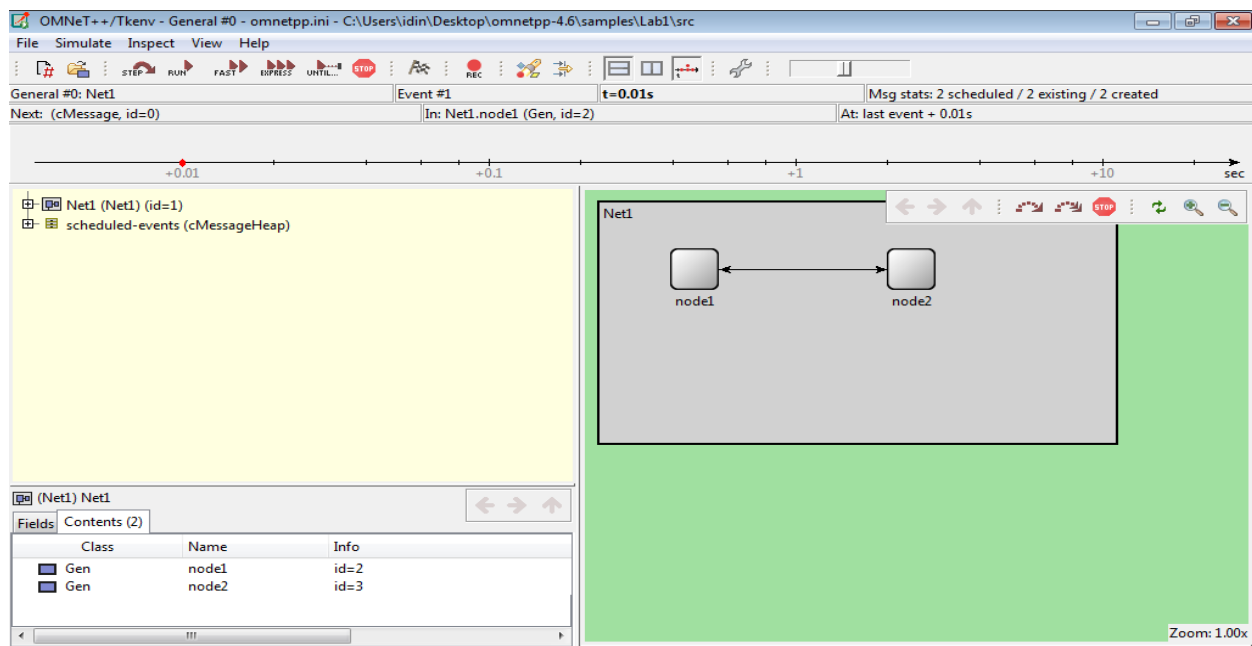 OMNeT++/Tkenv - General #0 - omnetpp.ini - C:\Users\idin\Desktop\omnetpp-4.6\samples\Lab1\src
File Simulate Inspect View Help
STEP RUN FAST EXPRESS UNTIL... STOP REC
General #0: Net1 Event #1 t=0.01s Msg stats: 2 scheduled / 2 existing / 2 created
Next: (cMessage, id=0) In: Net1.node1 (Gen, id=2) At: last event + 0.01s
+0.01 +0.1 +1 +10 sec
Net1 (Net1) (id=1)
scheduled-events (cMessageHeap)
Net1
STOP
node1 node2
(Net1) Net1
Fields Contents (2)
Class Name Info
Gen node1 id=2
Gen node2 id=3
Zoom: 1.00x